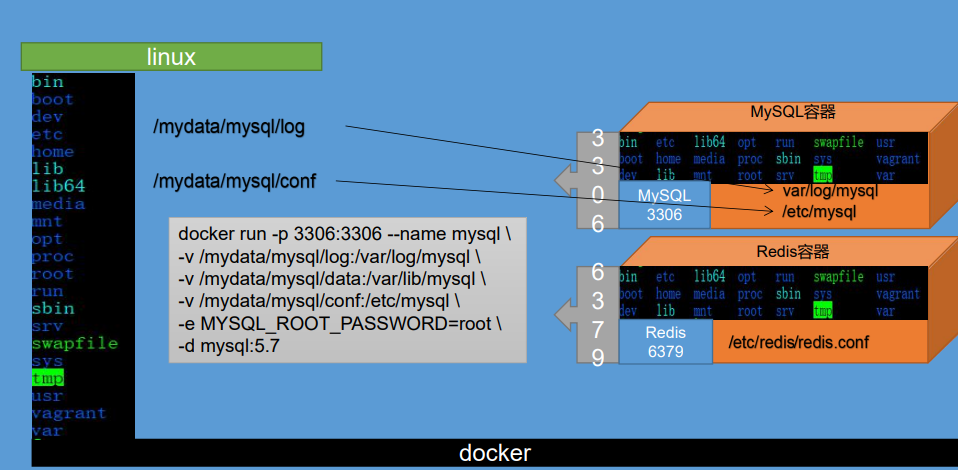 linux
bin
boot
dev
etc
home
lib
lib64
media
mnt
opt
proc
root
run
sbin
srv
swapfile
sys
tmp
usr
vagrant
var
/mydata/mysql/log
/mydata/mysql/conf
docker run -p 3306:3306 --name mysql \
-v /mydata/mysql/log:/var/log/mysql \
-v /mydata/mysql/data:/var/lib/mysql \
-v /mydata/mysql/conf:/etc/mysql \
-e MYSQL_ROOT_PASSWORD=root \
-d mysql:5.7
MySQL容器
3
3
0
6
bin etc lib64 opt run swapfile usr
boot home media proc sbin sys vagrant
dev lib mnt root srv tmp var
MySQL
3306
var/log/mysql
/etc/mysql
Redis容器
6
3
7
9
bin etc lib64 opt run swapfile usr
boot home media proc sbin sys vagrant
dev lib mnt root srv tmp var
Redis
6379
/etc/redis/redis.conf
docker